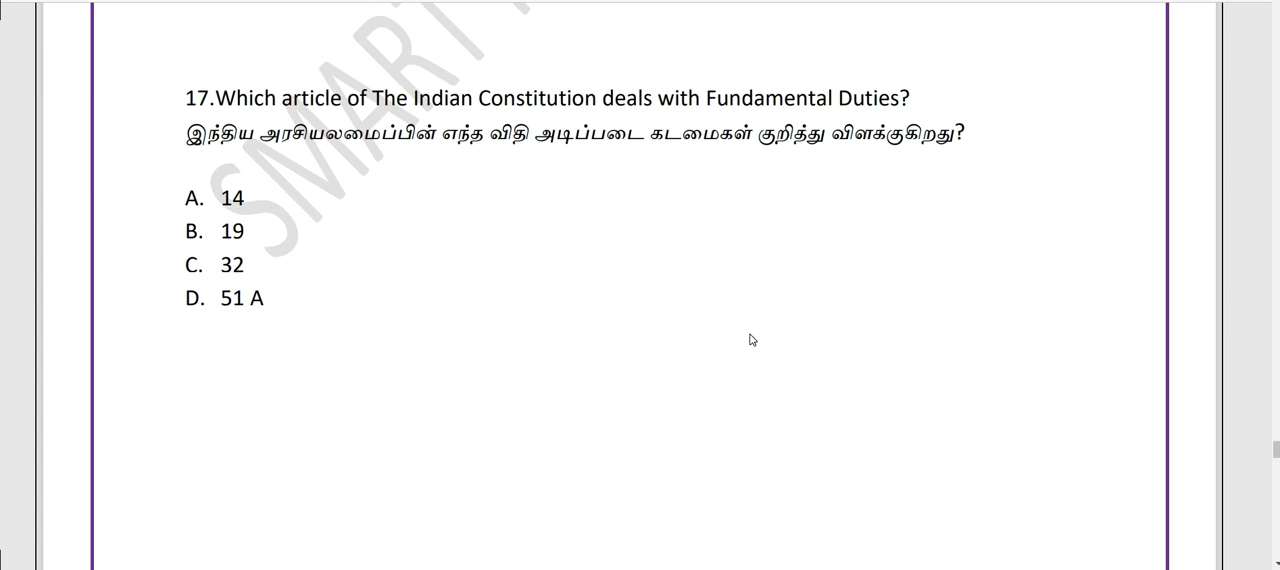 SMART
17.Which article of The Indian Constitution deals with Fundamental Duties?
இந்திய அரசியலமைப்பின் எந்த விதி அடிப்படை கடமைகள் குறித்து விளக்குகிறது?
A. 14
B. 19
C. 32
D. 51 A